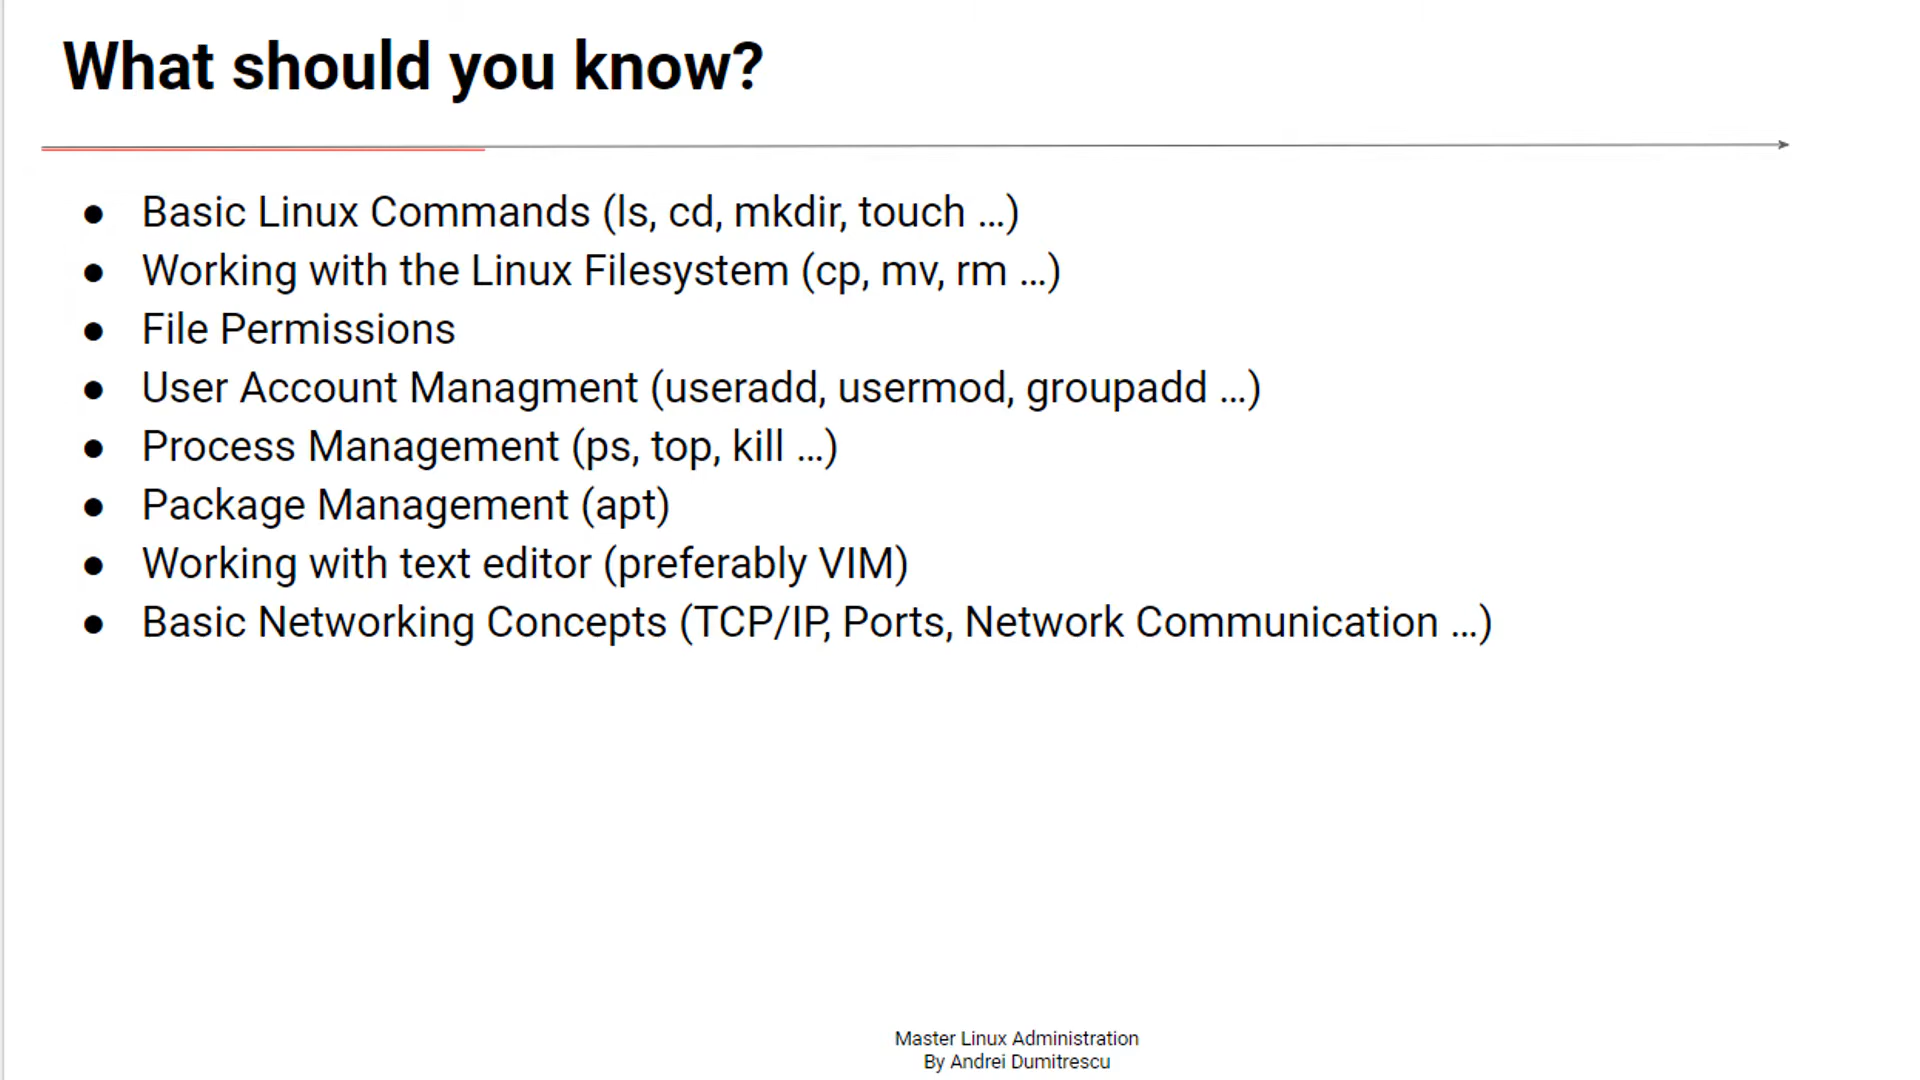 What should you know?
● Basic Linux Commands (ls, cd, mkdir, touch ...)
● Working with the Linux Filesystem (cp, mv, rm ...)
● File Permissions
● User Account Managment (useradd, usermod, groupadd ...)
● Process Management (ps, top, kill ...)
● Package Management (apt)
● Working with text editor (preferably VIM)
● Basic Networking Concepts (TCP/IP, Ports, Network Communication ...)
Master Linux Administration
By Andrei Dumitrescu